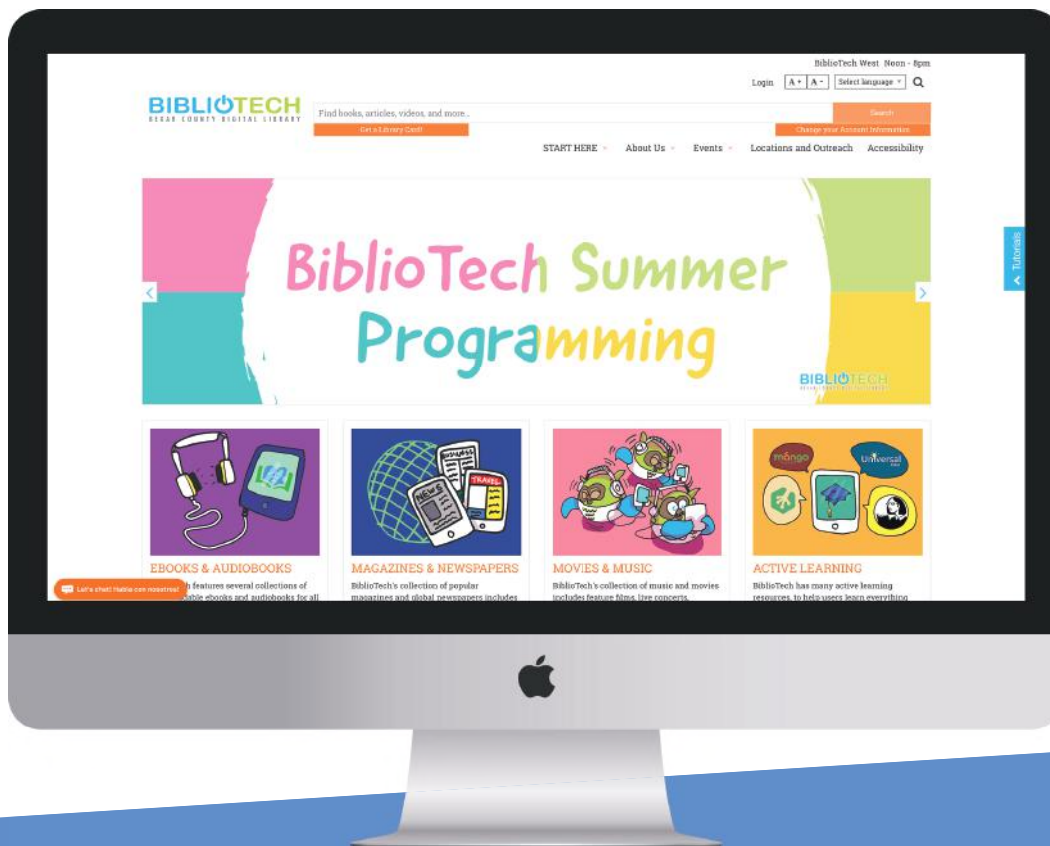 BiblioTech West Noon - 8pm
Login A + A - Select language
BIBLIOTECH
BEXAR COUNTY DIGITAL LIBRARY
Find books, articles, videos, and more...
Search
Get a Library Card!
Change your Account Information
START HERE About Us Events Locations and Outreach Accessibility
BiblioTech Summer
Programming
BIBLIOTECH
Tutorials
BUSINESS
NEWS
TRAVEL
mango
Universal
EBOOKS & AUDIOBOOKS
features several collections of
ebooks and audiobooks for all
MAGAZINES & NEWSPAPERS
BiblioTech's collection of popular
magazines and global newspapers includes
MOVIES & MUSIC
BiblioTech's collection of music and movies
includes feature films, live concerts,
ACTIVE LEARNING
BiblioTech has many active learning
resources, to help users learn everything
Let's chat! Hable con nosotros!